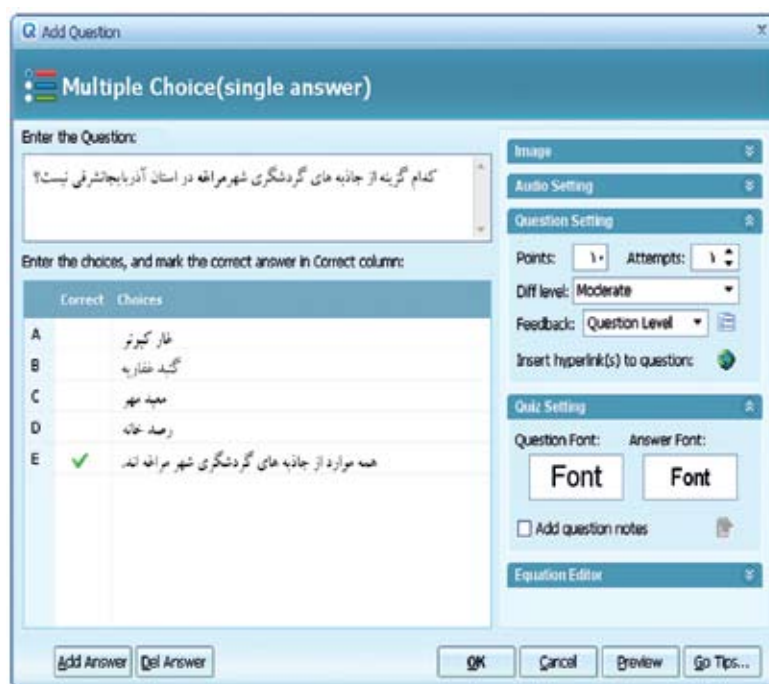 Add Question
Multiple Choice(single answer)
Enter the Question:
کدام گزینه از جاذبه های گردشگری شهرمراغه در استان آذربایجانشرقی نیست؟
Enter the choices, and mark the correct answer in Correct column:
Correct Choices
A غار کبوتر
B گنبد غفاریه
C معبد مهر
D رصد خانه
E همه موارد از جاذبه های گردشگری شهر مراغه اند.
Add Answer Del Answer
Image
Audio Setting
Question Setting
Points: ۱۰ Attempts: ۱
Diff level: Moderate
Feedback: Question Level
Insert hyperlink(s) to question:
Quiz Setting
Question Font: Answer Font:
Font Font
Add question notes
Equation Editor
OK Cancel Preview Go Tips...